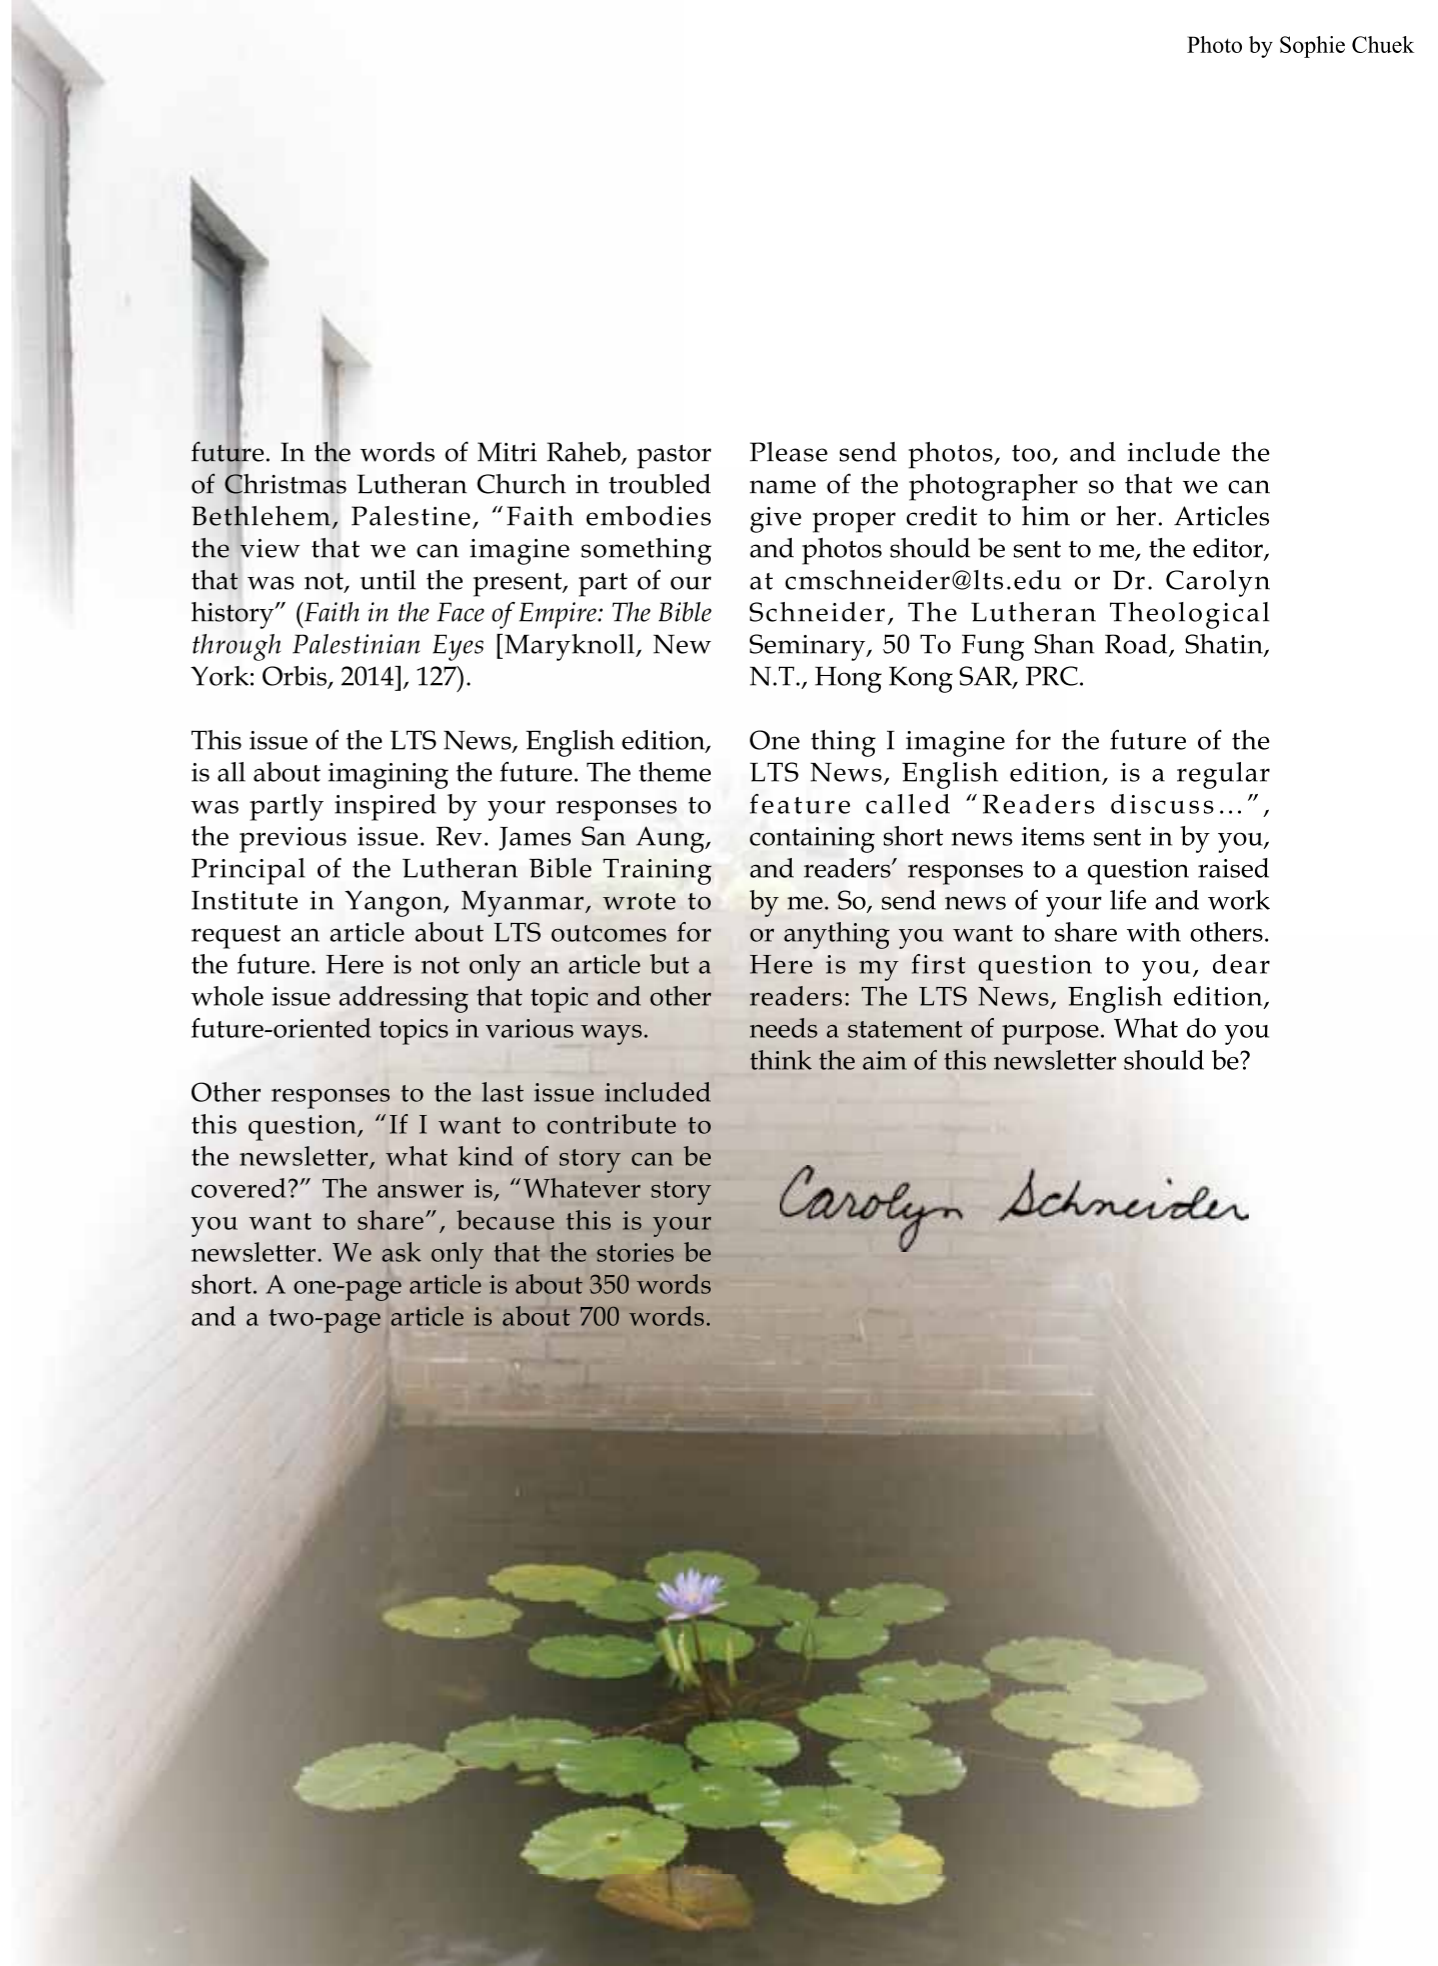 Photo by Sophie Chuek
future. In the words of Mitri Raheb, pastor
of Christmas Lutheran Church in troubled
Bethlehem, Palestine, “Faith embodies
the view that we can imagine something
that was not, until the present, part of our
history” (Faith in the Face of Empire: The Bible
through Palestinian Eyes [Maryknoll, New
York: Orbis, 2014], 127).
This issue of the LTS News, English edition,
is all about imagining the future. The theme
was partly inspired by your responses to
the previous issue. Rev. James San Aung,
Principal of the Lutheran Bible Training
Institute in Yangon, Myanmar, wrote to
request an article about LTS outcomes for
the future. Here is not only an article but a
whole issue addressing that topic and other
future-oriented topics in various ways.
Other responses to the last issue included
this question, “If I want to contribute to
the newsletter, what kind of story can be
covered?” The answer is, “Whatever story
you want to share”, because this is your
newsletter. We ask only that the stories be
short. A one-page article is about 350 words
and a two-page article is about 700 words.
Please send photos, too, and include the
name of the photographer so that we can
give proper credit to him or her. Articles
and photos should be sent to me, the editor,
at cmschneider@lts.edu or Dr. Carolyn
Schneider, The Lutheran Theological
Seminary, 50 To Fung Shan Road, Shatin,
N.T., Hong Kong SAR, PRC.
One thing I imagine for the future of the
LTS News, English edition, is a regular
feature called “Readers discuss…”,
containing short news items sent in by you,
and readers’ responses to a question raised
by me. So, send news of your life and work
or anything you want to share with others.
Here is my first question to you, dear
readers: The LTS News, English edition,
needs a statement of purpose. What do you
think the aim of this newsletter should be?
Carolyn Schneider